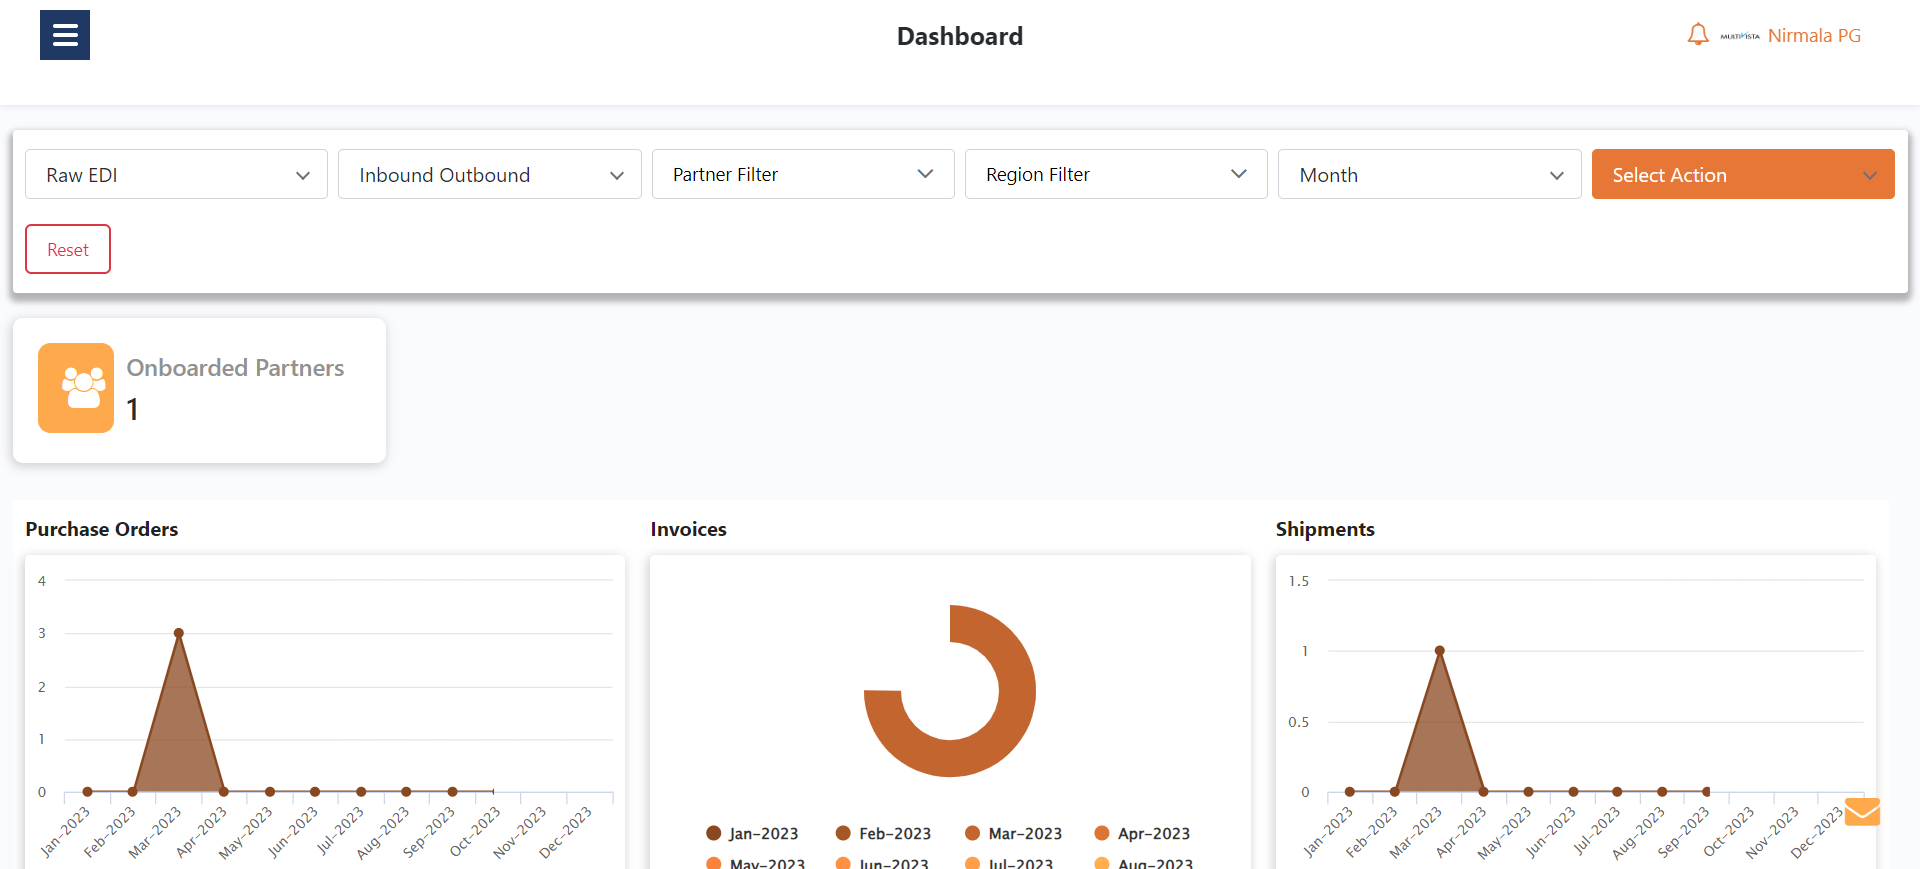 Dashboard
MULTIVISTA Nirmala PG
Raw EDI
Inbound Outbound
Partner Filter
Region Filter
Month
Select Action
Reset
Onboarded Partners
1
Purchase Orders
4
3
2
1
0
Jan-2023
Feb-2023
Mar-2023
Apr-2023
May-2023
Jun-2023
Jul-2023
Aug-2023
Sep-2023
Oct-2023
Nov-2023
Dec-2023
Invoices
Jan-2023 Feb-2023 Mar-2023 Apr-2023
May-2023 Jun-2023 Jul-2023 Aug-2023
Shipments
1.5
1
0.5
0
Jan-2023
Feb-2023
Mar-2023
Apr-2023
May-2023
Jun-2023
Jul-2023
Aug-2023
Sep-2023
Oct-2023
Nov-2023
Dec-2023